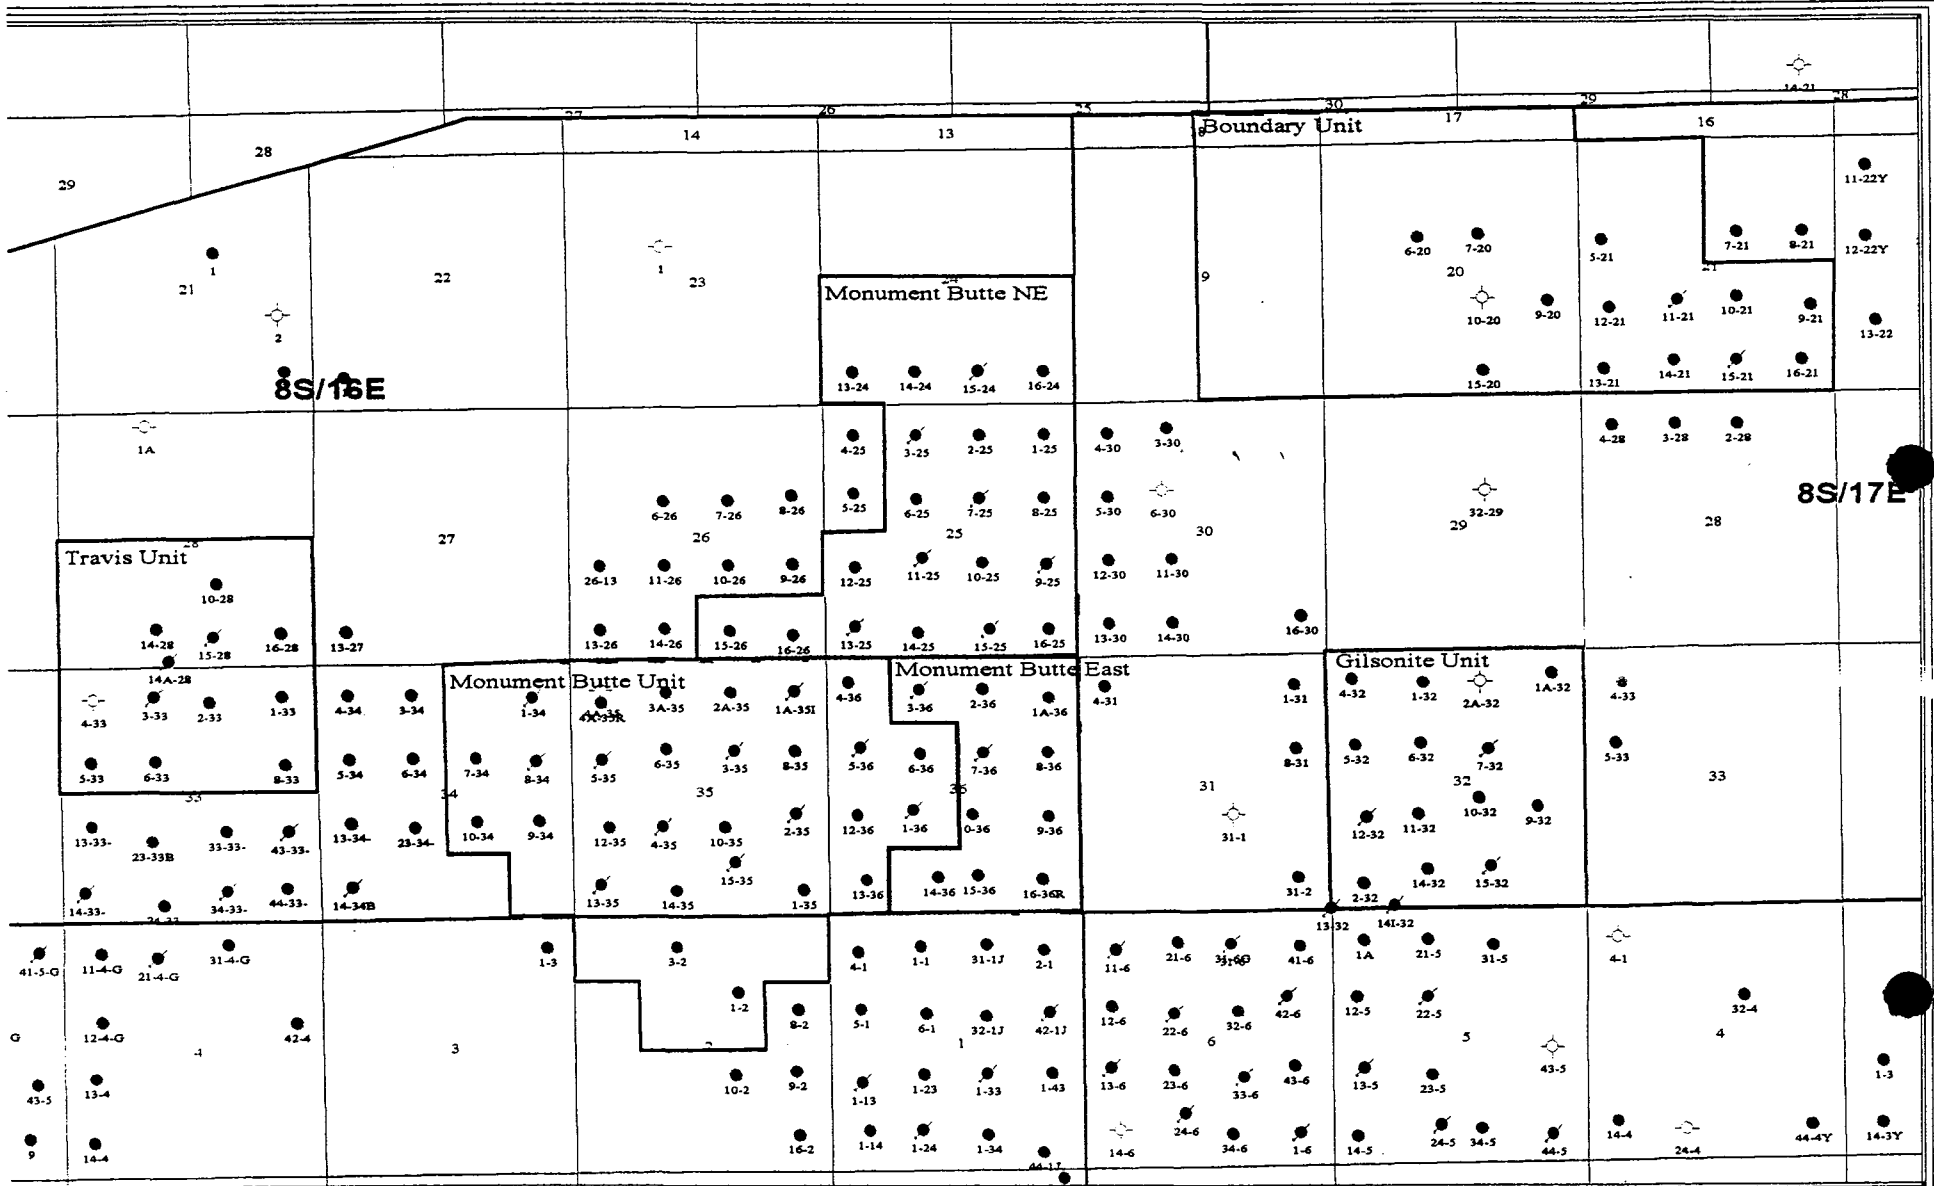 14-21
27 26 25 30 29 28
14 13 Boundary Unit 17 16
28
29
11-22Y
6-20 7-20 5-21 7-21 8-21 12-22Y
1 1
21 22 23 24 9 20 21
Monument Butte NE
2 10-20 9-20 12-21 11-21 10-21 9-21 13-22
8S/16E
13-24 14-24 15-24 16-24 15-20 13-21 14-21 15-21 16-21
1A 4-25 3-25 2-25 1-25 4-30 3-30 4-28 3-28 2-28
8S/17E
6-26 7-26 8-26 5-25 6-25 7-25 8-25 5-30 6-30 32-29
28 27 26 25 30 29 28
Travis Unit
26-13 11-26 10-26 9-26 12-25 11-25 10-25 9-25 12-30 11-30
10-28
14-28 15-28 16-28 13-27 13-26 14-26 15-26 16-26 13-25 14-25 15-25 16-25 13-30 14-30 16-30
14A-28
Monument Butte Unit Monument Butte East Gilsonite Unit
4-33 3-33 2-33 1-33 4-34 3-34 1-34 4A-35R 3A-35 2A-35 1A-35I 4-36 3-36 2-36 1A-36 4-31 1-31 4-32 1-32 2A-32 1A-32 4-33
5-33 6-33 8-33 5-34 6-34 7-34 8-34 5-35 6-35 3-35 8-35 5-36 6-36 7-36 8-36 8-31 5-32 6-32 7-32 5-33
33 34 35 36 31 32 33
13-33- 23-33B 33-33- 43-33- 13-34- 23-34- 10-34 9-34 12-35 4-35 10-35 2-35 12-36 1-36 0-36 9-36 31-1 12-32 11-32 10-32 9-32
14-33- 24-33 34-33- 44-33- 14-34B 13-35 14-35 15-35 1-35 13-36 14-36 15-36 16-36R 31-2 2-32 14-32 15-32
13-32 14I-32
41-5-G 11-4-G 21-4-G 31-4-G 1-3 3-2 4-1 1-1 31-1J 2-1 11-6 21-6 31-6G 41-6 1A 21-5 31-5 4-1
1-2 8-2 5-1 6-1 32-1J 42-1J 12-6 22-6 32-6 42-6 12-5 22-5 32-4
G 12-4-G 4 42-4 3 2 1 6 5 4
43-5 13-4 10-2 9-2 1-13 1-23 1-33 1-43 13-6 23-6 33-6 43-6 13-5 23-5 43-5 1-3
9 14-4 16-2 1-14 1-24 1-34 44-1J 14-6 24-6 34-6 1-6 14-5 24-5 34-5 44-5 14-4 24-4 44-4Y 14-3Y